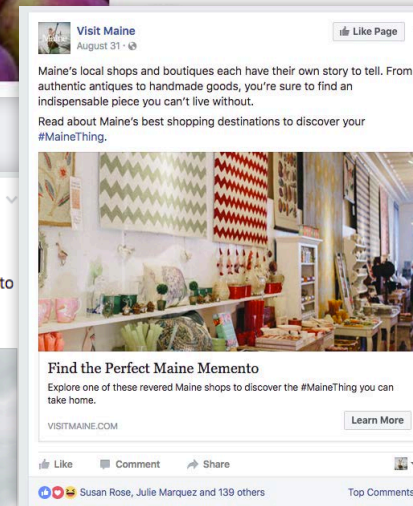 Visit Maine
Like Page
August 31
Maine's local shops and boutiques each have their own story to tell. From
authentic antiques to handmade goods, you're sure to find an
indispensable piece you can't live without.
Read about Maine's best shopping destinations to discover your
#MaineThing.
to
Find the Perfect Maine Memento
Explore one of these revered Maine shops to discover the #MaineThing you can
take home.
VISITMAINE.COM
Learn More
Like Comment Share
Susan Rose, Julie Marquez and 139 others
Top Comments